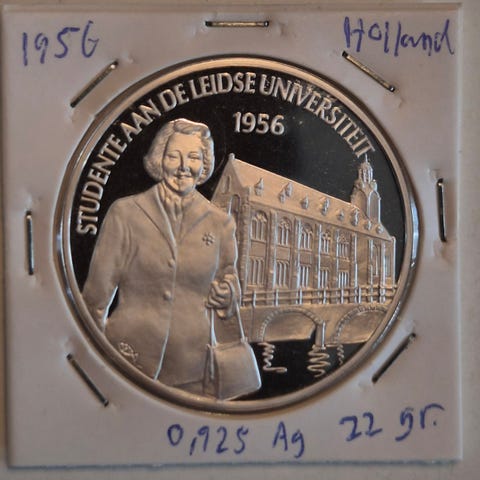 1956 Holland
STUDENTE AAN DE LEIDSE UNIVERSITEIT
1956
0,925 Ag 22 gr.